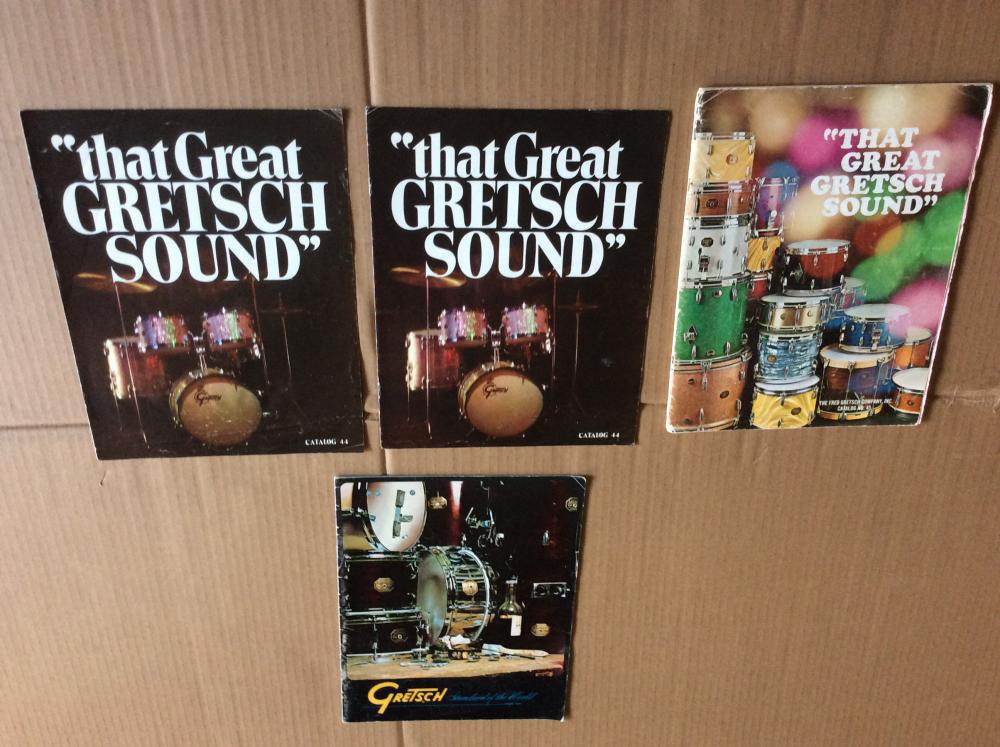 “that Great
GRETSCH
SOUND”
Gretsch
CATALOG 44
“that Great
GRETSCH
SOUND”
Gretsch
CATALOG 44
“THAT
GREAT
GRETSCH
SOUND”
THE FRED GRETSCH COMPANY, INC.
GRETSCH Standard of the World